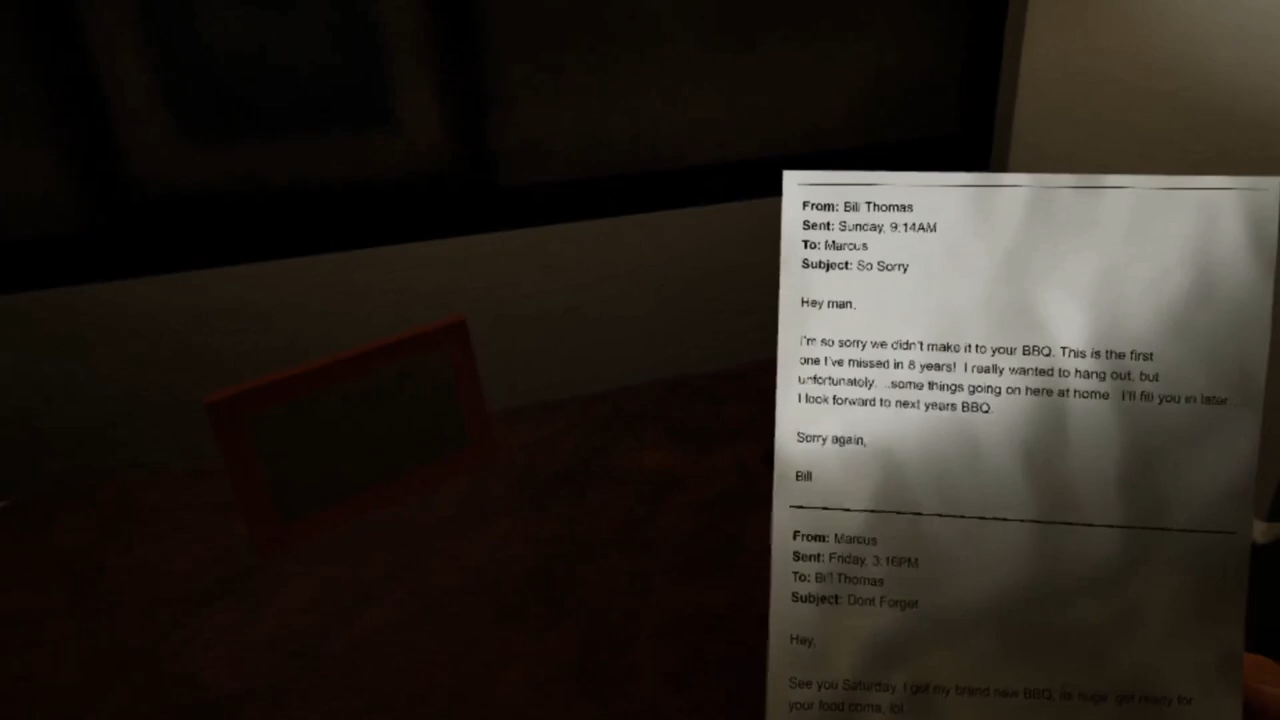 From: Bill Thomas
Sent: Sunday, 9:14AM
To: Marcus
Subject: So Sorry
Hey man,
I'm so sorry we didn't make it to your BBQ. This is the first
one I've missed in 8 years! I really wanted to hang out, but
unfortunately. ..some things going on here at home. I'll fill you in later...
I look forward to next years BBQ.
Sorry again,
Bill
From: Marcus
Sent: Friday, 3:16PM
To: Bill Thomas
Subject: Dont Forget
Hey,
See you Saturday. I got my brand new BBQ, its huge. get ready for
your food coma, lol